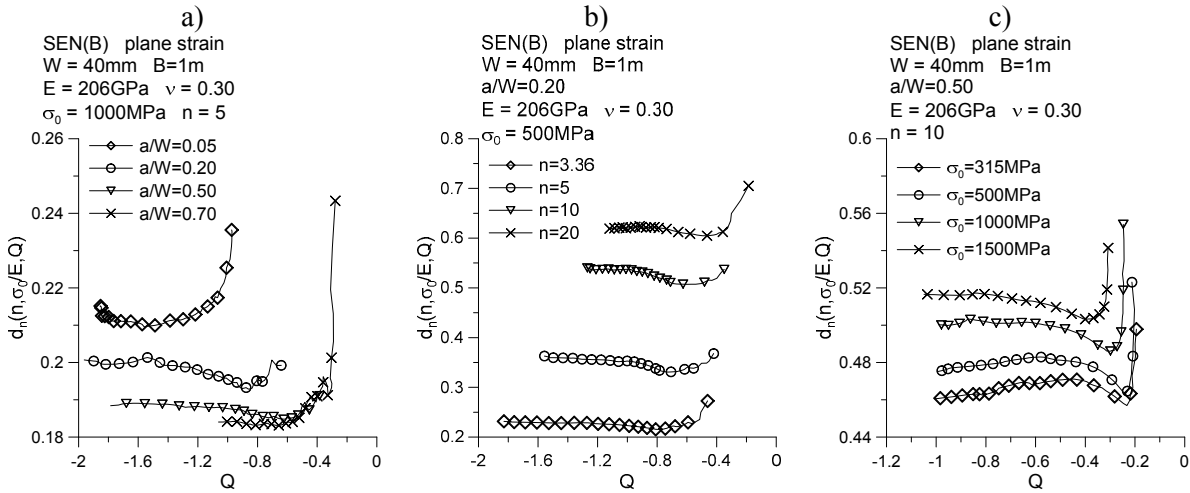 a)
SEN(B) plane strain
W = 40mm B=1m
E = 206GPa ν = 0.30
σ₀ = 1000MPa n = 5
0.26
0.24
0.22
0.2
0.18
dₙ(n,σ₀/E,Q)
a/W=0.05
a/W=0.20
a/W=0.50
a/W=0.70
-2
-1.6
-1.2
-0.8
-0.4
0
Q
b)
SEN(B) plane strain
W = 40mm B=1m
a/W=0.20
E = 206GPa ν = 0.30
σ₀ = 500MPa
0.8
0.7
0.6
0.5
0.4
0.3
0.2
dₙ(n,σ₀/E,Q)
n=3.36
n=5
n=10
n=20
-2
-1.6
-1.2
-0.8
-0.4
0
Q
c)
SEN(B) plane strain
W = 40mm B=1m
a/W=0.50
E = 206GPa ν = 0.30
n = 10
0.6
0.56
0.52
0.48
0.44
dₙ(n,σ₀/E,Q)
σ₀=315MPa
σ₀=500MPa
σ₀=1000MPa
σ₀=1500MPa
-1.2
-1
-0.8
-0.6
-0.4
-0.2
0
Q